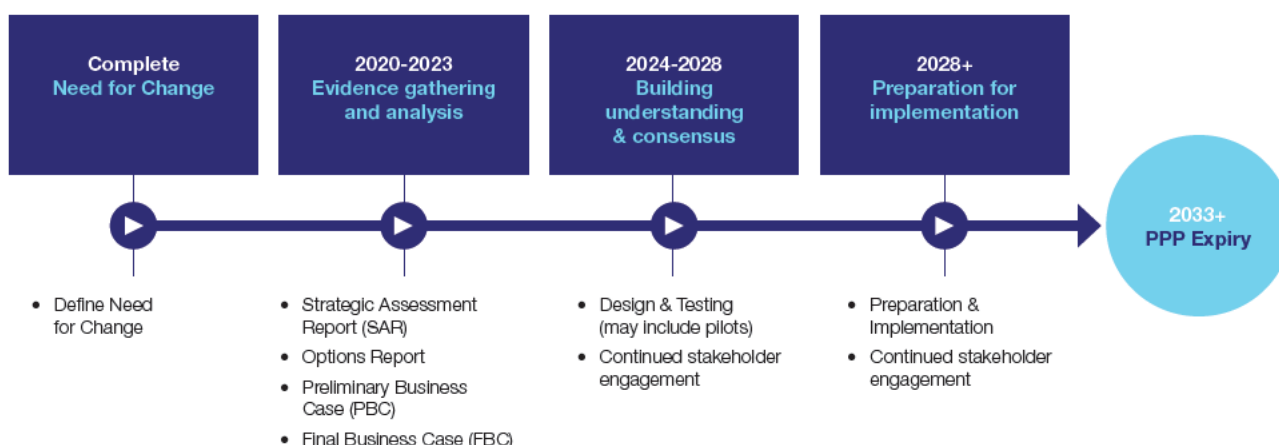 Complete
Need for Change
2020-2023
Evidence gathering
and analysis
2024-2028
Building
understanding
& consensus
2028+
Preparation for
implementation
2033+
PPP Expiry
• Define Need
for Change
• Strategic Assessment
Report (SAR)
• Options Report
• Preliminary Business
Case (PBC)
• Final Business Case (FBC)
• Design & Testing
(may include pilots)
• Continued stakeholder
engagement
• Preparation &
Implementation
• Continued stakeholder
engagement